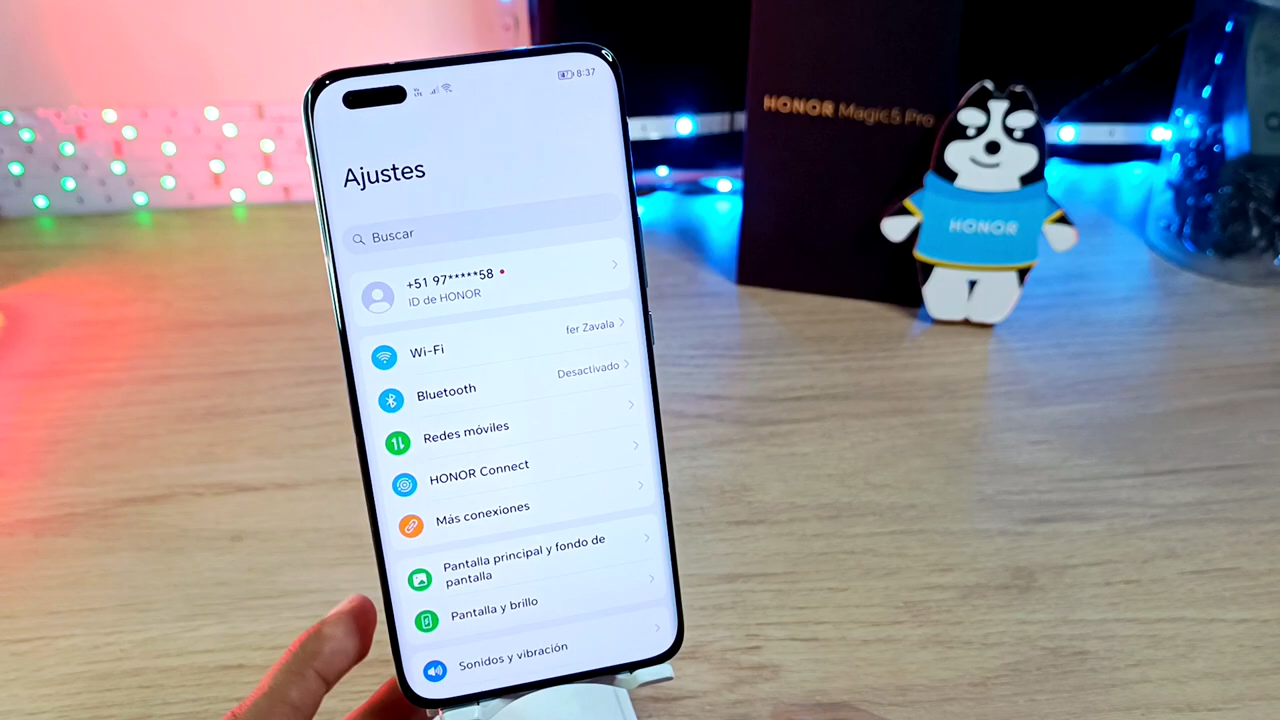 47 8:37
Ajustes
Buscar
+51 97*****58
ID de HONOR
Wi-Fi
fer Zavala
Bluetooth
Desactivado
Redes móviles
HONOR Connect
Más conexiones
Pantalla principal y fondo de
pantalla
Pantalla y brillo
Sonidos y vibración
HONOR Magic5 Pro
HONOR